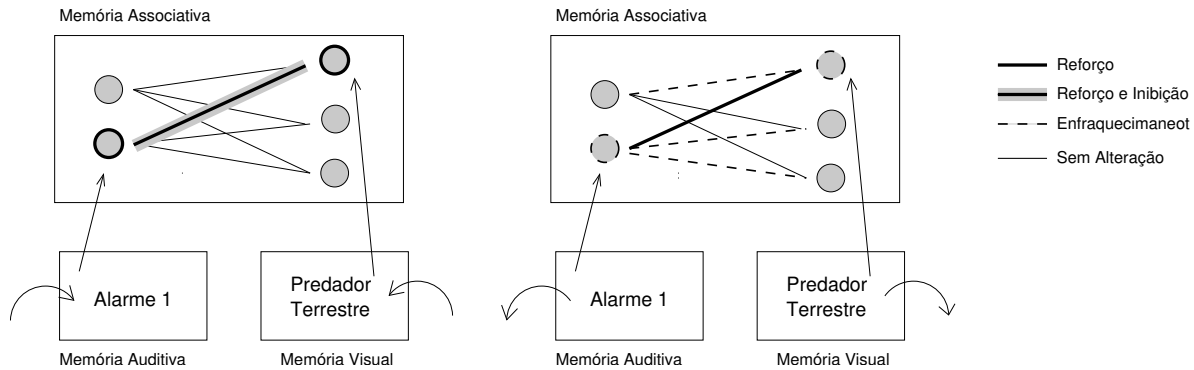 Memória Associativa
Memória Associativa
Reforço
Reforço e Inibição
Enfraquecimaneot
Sem Alteração
Alarme 1
Predador
Terrestre
Alarme 1
Predador
Terrestre
Memória Auditiva
Memória Visual
Memória Auditiva
Memória Visual